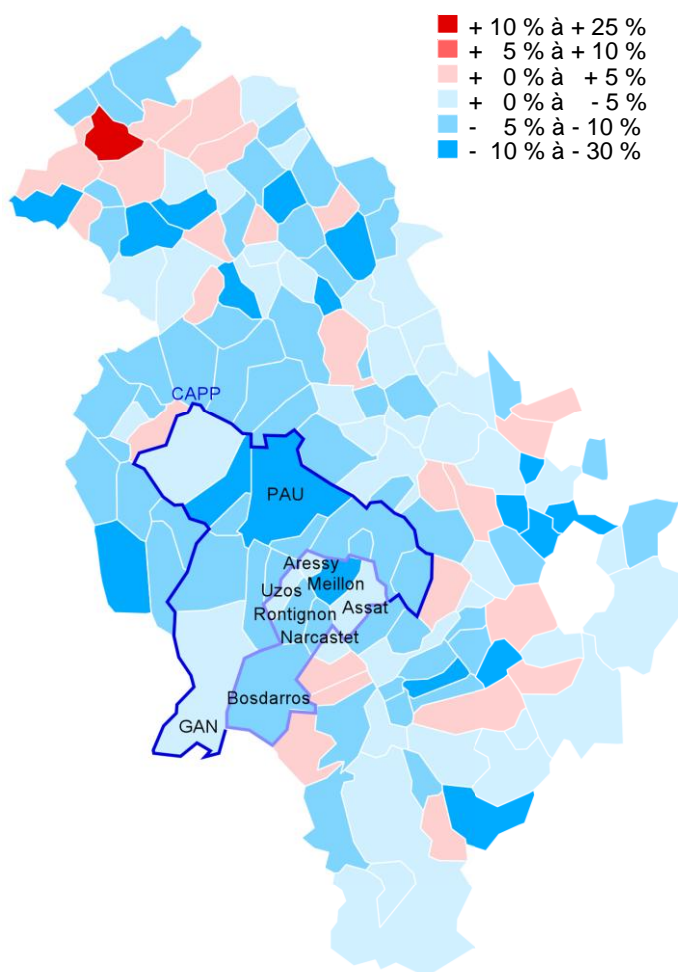 + 10 % à + 25 %
+ 5 % à + 10 %
+ 0 % à + 5 %
+ 0 % à - 5 %
- 5 % à - 10 %
- 10 % à - 30 %
CAPP
PAU
Aressy
Uzos Meillon
Rontignon Assat
Narcastet
Bosdarros
GAN